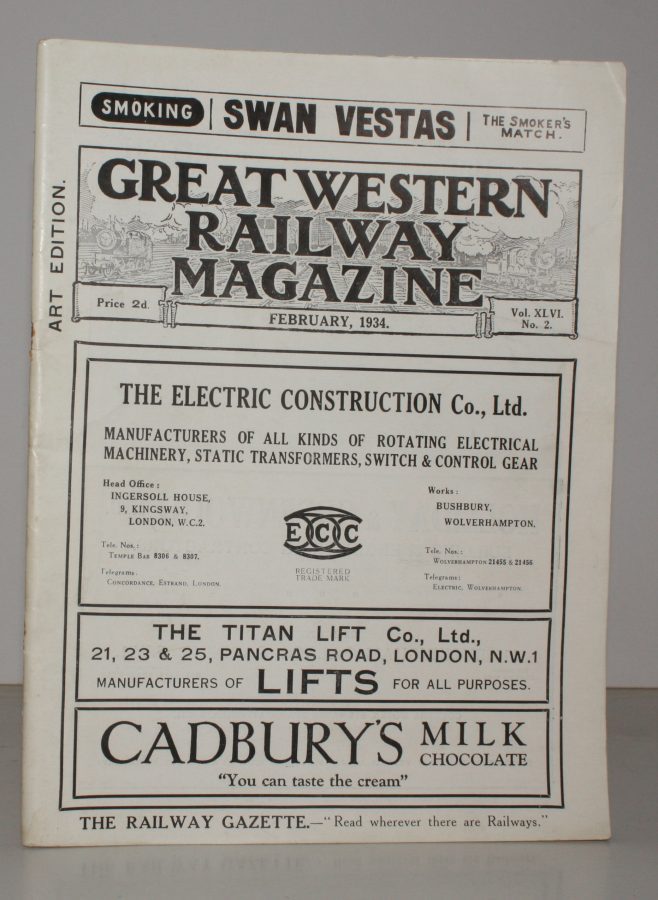 SMOKING SWAN VESTAS THE SMOKER'S MATCH.
ART EDITION.
GREAT WESTERN
RAILWAY
MAGAZINE
Price 2d.
FEBRUARY, 1934.
Vol. XLVI.
No. 2.
THE ELECTRIC CONSTRUCTION Co., Ltd.
MANUFACTURERS OF ALL KINDS OF ROTATING ELECTRICAL
MACHINERY, STATIC TRANSFORMERS, SWITCH & CONTROL GEAR
Head Office:
INGERSOLL HOUSE,
9, KINGSWAY,
LONDON, W.C.2.
Tele. Nos.:
TEMPLE BAR 8306 & 8307.
Telegrams:
CONCORDANCE, ESTRAND, LONDON.
ECC
REGISTERED
TRADE MARK
Works:
BUSHBURY,
WOLVERHAMPTON.
Tele. Nos.:
WOLVERHAMPTON 21455 & 21456
Telegrams:
ELECTRIC, WOLVERHAMPTON.
THE TITAN LIFT Co., Ltd.,
21, 23 & 25, PANCRAS ROAD, LONDON, N.W.1
MANUFACTURERS OF LIFTS FOR ALL PURPOSES.
CADBURY'S MILK CHOCOLATE
"You can taste the cream"
THE RAILWAY GAZETTE.—"Read wherever there are Railways."